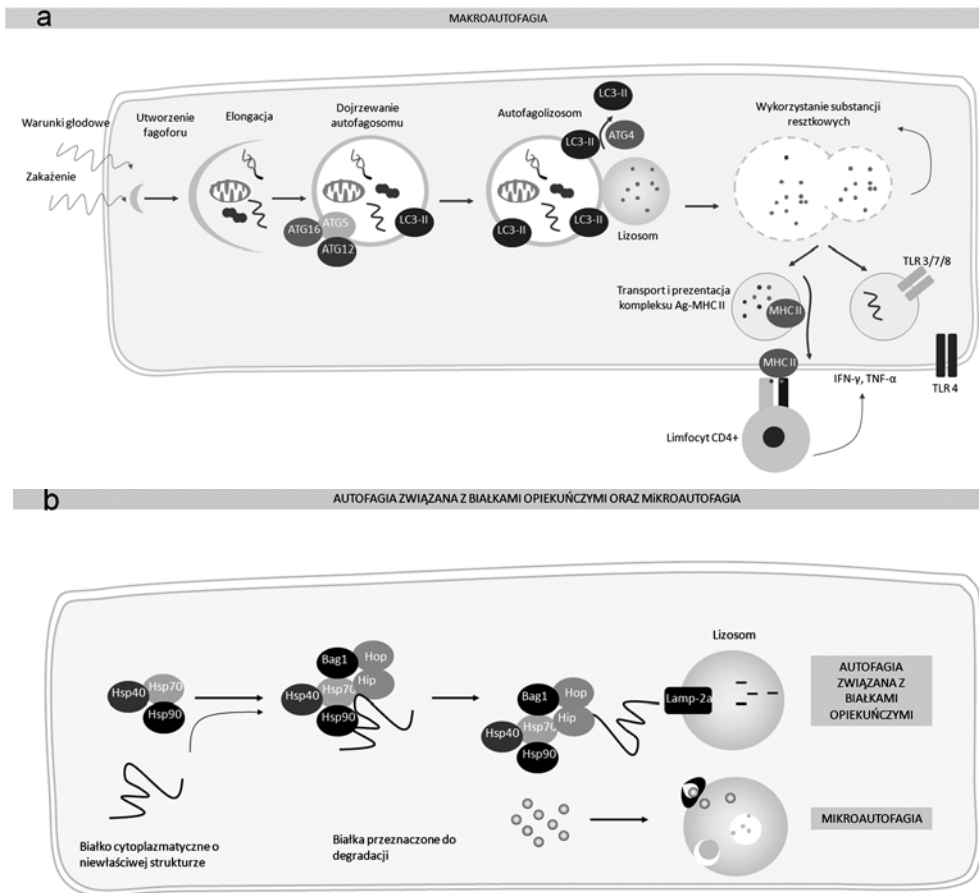 a
MAKROAUTOFAGIA
Warunki głodowe
Zakażenie
Utworzenie
fagoforu
Elongacja
Dojrzewanie
autofagosomu
ATG16
ATG5
ATG12
LC3-II
Autofagolizosom
LC3-II
LC3-II
ATG4
LC3-II
LC3-II
Lizosom
Wykorzystanie substancji
resztkowych
Transport i prezentacja
kompleksu Ag-MHC II
MHC II
MHC II
TLR 3/7/8
TLR 4
IFN-γ, TNF-α
Limfocyt CD4+
b
AUTOFAGIA ZWIĄZANA Z BIAŁKAMI OPIEKUŃCZYMI ORAZ MiKROAUTOFAGIA
Hsp40
Hsp70
Hsp90
Białko cytoplazmatyczne o
niewłaściwej strukturze
Bag1
Hop
Hsp40
Hsp70
Hip
Hsp90
Białka przeznaczone do
degradacji
Bag1
Hop
Hsp40
Hsp70
Hip
Hsp90
Lizosom
Lamp-2a
AUTOFAGIA
ZWIĄZANA Z
BIAŁKAMI
OPIEKUŃCZYMI
MIKROAUTOFAGIA